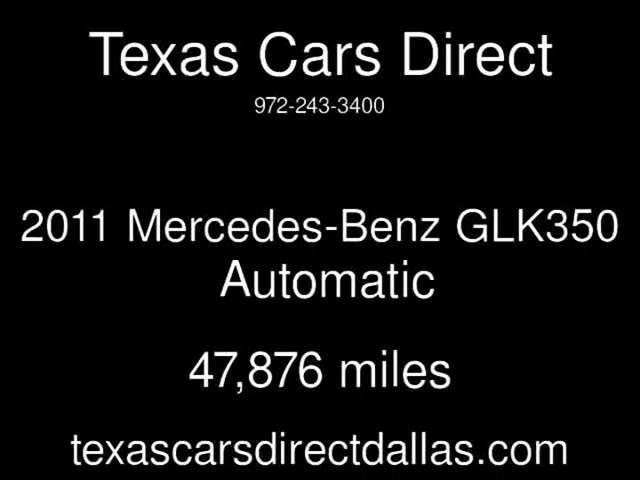 Texas Cars Direct
972-243-3400
2011 Mercedes-Benz GLK350
Automatic
47,876 miles
texascarsdirectdallas.com